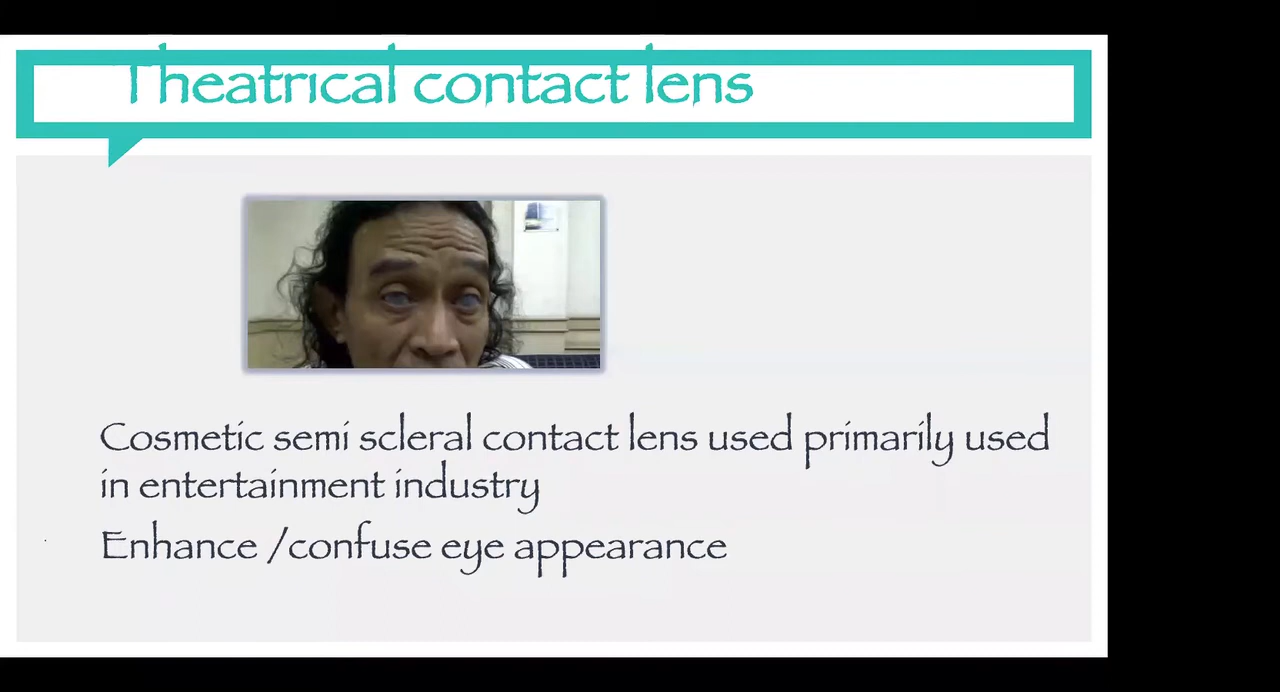 Theatrical contact lens
Cosmetic semi scleral contact lens used primarily used
in entertainment industry
Enhance /confuse eye appearance